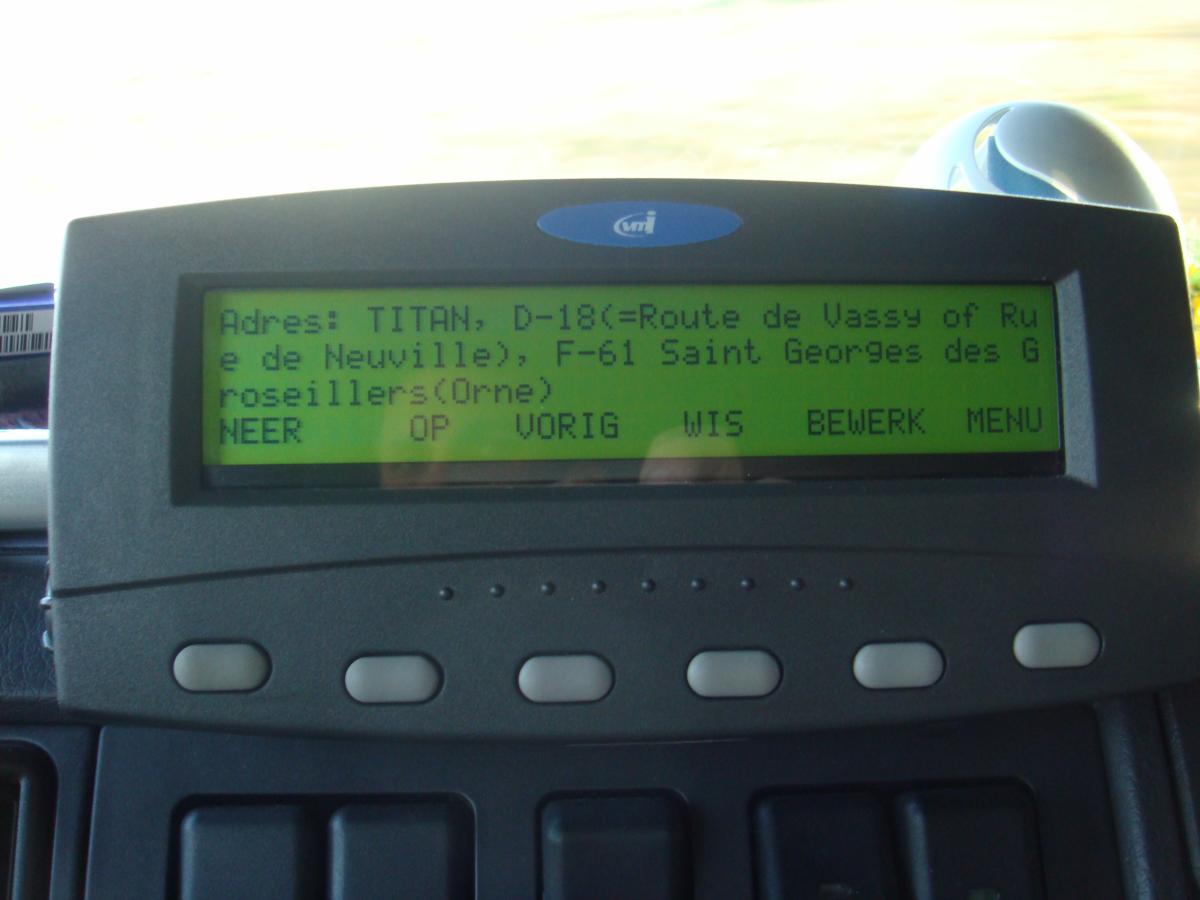 vmi
Adres: TITAN, D-18(=Route de Vassy of Ru
e de Neuville), F-61 Saint Georges des G
roseillers(Orne)
NEER OP VORIG WIS BEWERK MENU